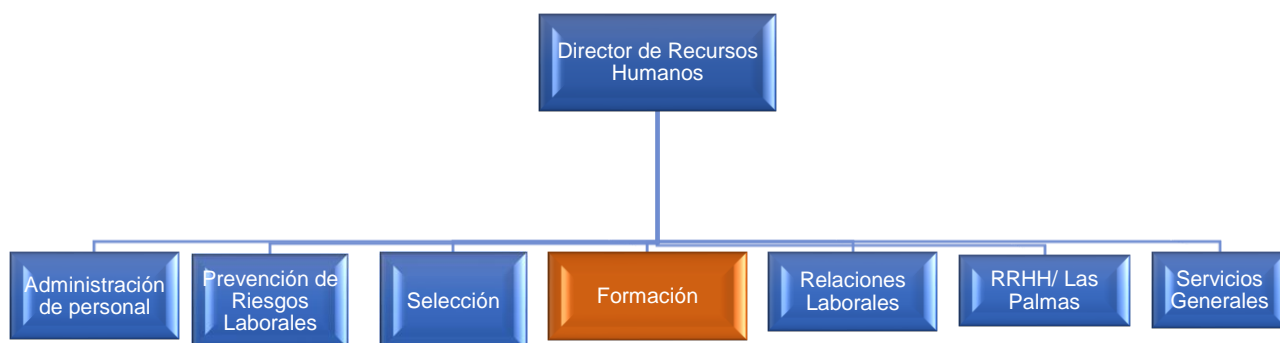 Director de Recursos
Humanos
Administración
de personal
Prevención de
Riesgos
Laborales
Selección
Formación
Relaciones
Laborales
RRHH/ Las
Palmas
Servicios
Generales